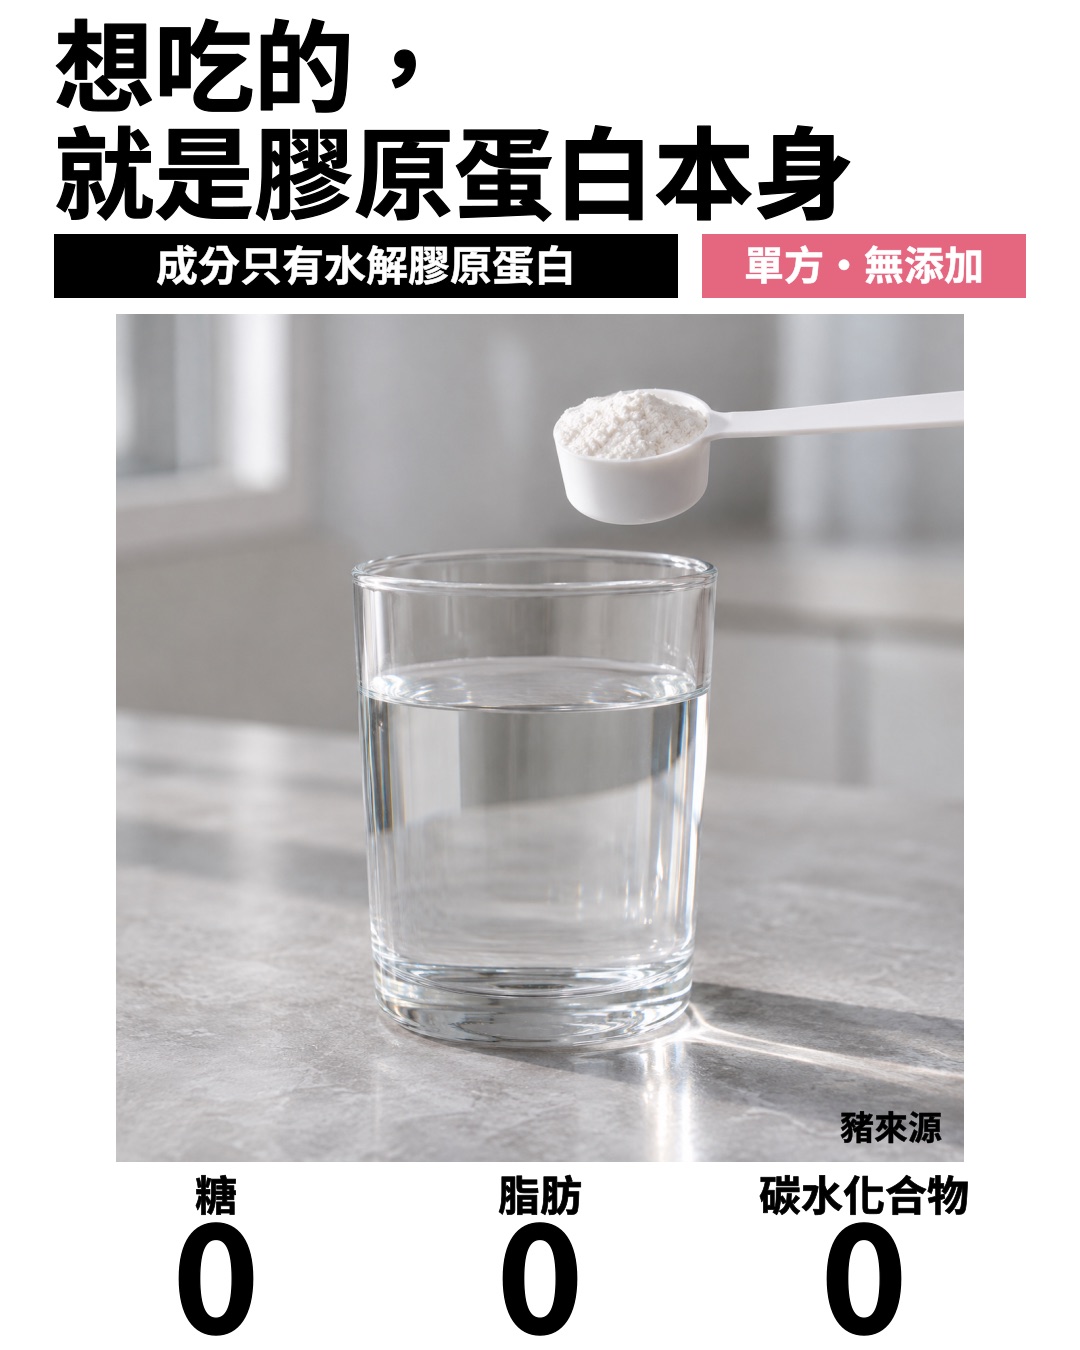 想吃的，
就是膠原蛋白本身
成分只有水解膠原蛋白
單方・無添加
豬來源
糖
脂肪
碳水化合物
0
0
0